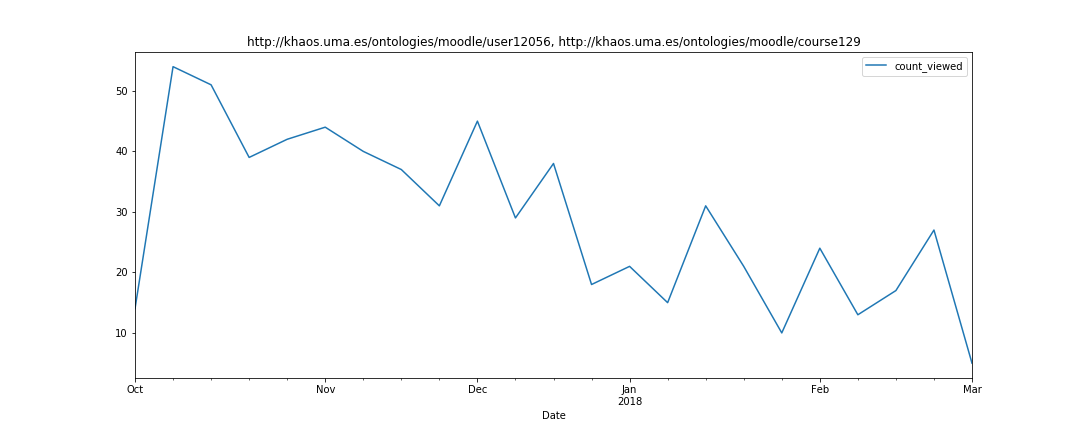 http://khaos.uma.es/ontologies/moodle/user12056, http://khaos.uma.es/ontologies/moodle/course129
count_viewed
50
40
30
20
10
Oct Nov Dec Jan Feb Mar
2018
Date